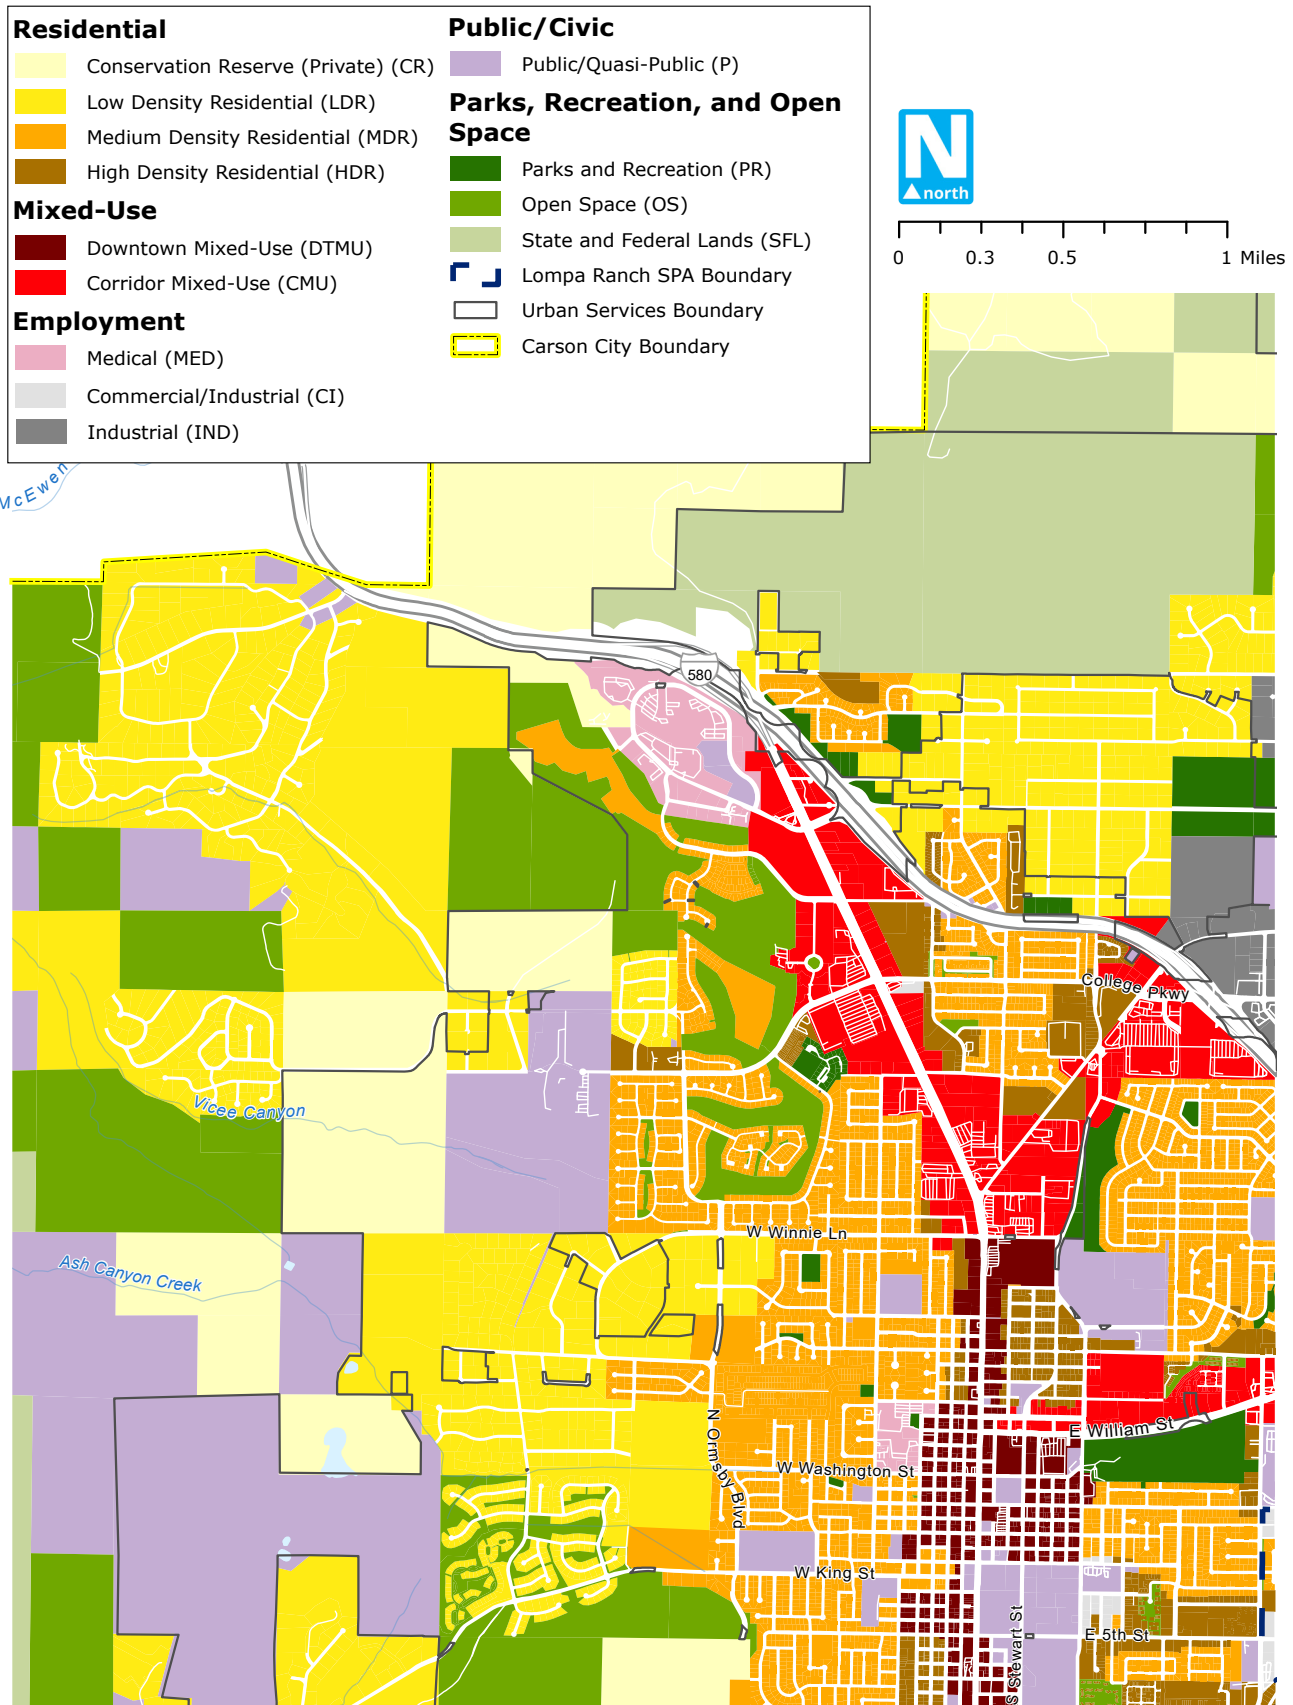 Residential
Conservation Reserve (Private) (CR)
Low Density Residential (LDR)
Medium Density Residential (MDR)
High Density Residential (HDR)
Mixed-Use
Downtown Mixed-Use (DTMU)
Corridor Mixed-Use (CMU)
Employment
Medical (MED)
Commercial/Industrial (CI)
Industrial (IND)
Public/Civic
Public/Quasi-Public (P)
Parks, Recreation, and Open
Space
Parks and Recreation (PR)
Open Space (OS)
State and Federal Lands (SFL)
Lompa Ranch SPA Boundary
Urban Services Boundary
Carson City Boundary
N
north
0 0.3 0.5 1 Miles
McEwen
580
College Pkwy
Vicee Canyon
W Winnie Ln
Ash Canyon Creek
N Ormsby Blvd
E William St
W Washington St
W King St
S Stewart St
E 5th St